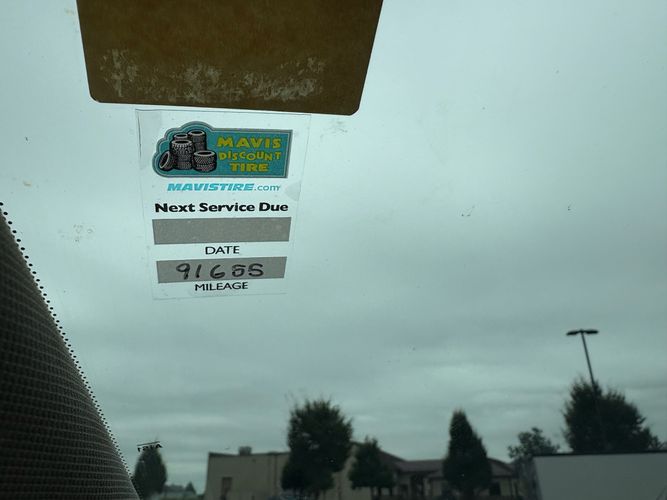 MAVIS
DISCOUNT
TIRE
MAVISTIRE.com
Next Service Due
DATE
91685
MILEAGE